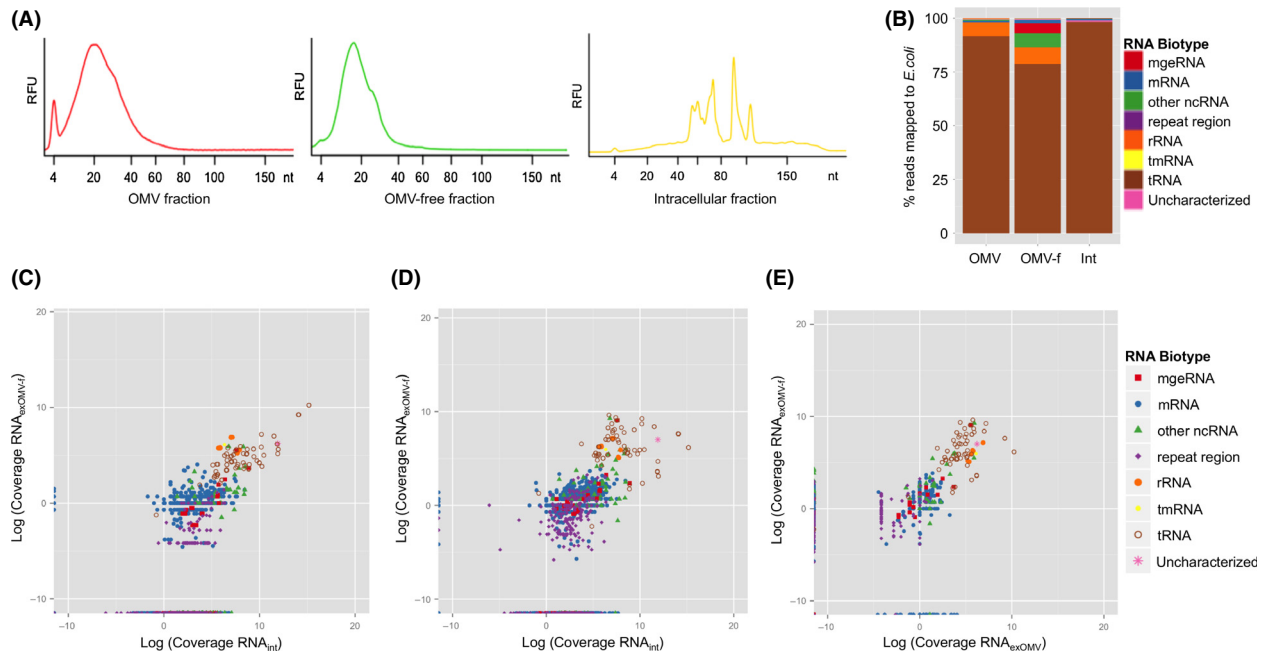 (A)
RFU
4 20 40 60 80 100 150 nt
OMV fraction
RFU
4 20 40 60 80 100 150 nt
OMV-free fraction
RFU
4 20 40 80 150 nt
Intracellular fraction
(B)
% reads mapped to E.coli
100
75
50
25
0
OMV OMV-f Int
RNA Biotype
mgeRNA
mRNA
other ncRNA
repeat region
rRNA
tmRNA
tRNA
Uncharacterized
(C)
Log (Coverage RNAexOMV-f)
20
10
0
−10
−10 0 10 20
Log (Coverage RNAint)
(D)
Log (Coverage RNAexOMV-f)
20
10
0
−10
−10 0 10 20
Log (Coverage RNAint)
(E)
Log (Coverage RNAexOMV-f)
20
10
0
−10
−10 0 10 20
Log (Coverage RNAexOMV)
RNA Biotype
mgeRNA
mRNA
other ncRNA
repeat region
rRNA
tmRNA
tRNA
Uncharacterized